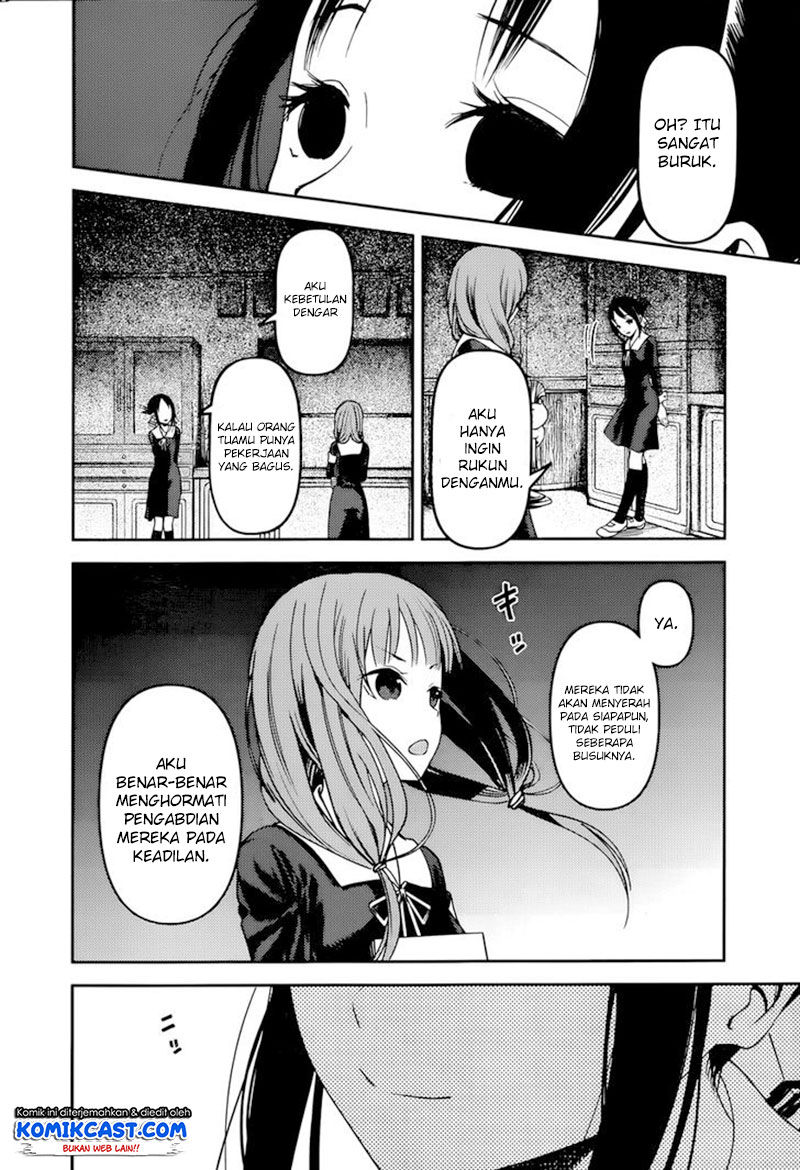 OH? ITU
SANGAT
BURUK.
AKU
HANYA
INGIN
RUKUN
DENGANMU.
AKU
KEBETULAN
DENGAR
KALAU ORANG
TUAMU PUNYA
PEKERJAAN
YANG BAGUS.
YA.
MEREKA TIDAK
AKAN MENYERAH
PADA SIAPAPUN,
TIDAK PEDULI
SEBERAPA
BUSUKNYA.
キッ
AKU
BENAR-BENAR
MENGHORMATI
PENGABDIAN
MEREKA PADA
KEADILAN.
Komik ini diterjemahkan & diedit oleh
KOMIKCAST.COM
BUKAN WEB LAIN!!